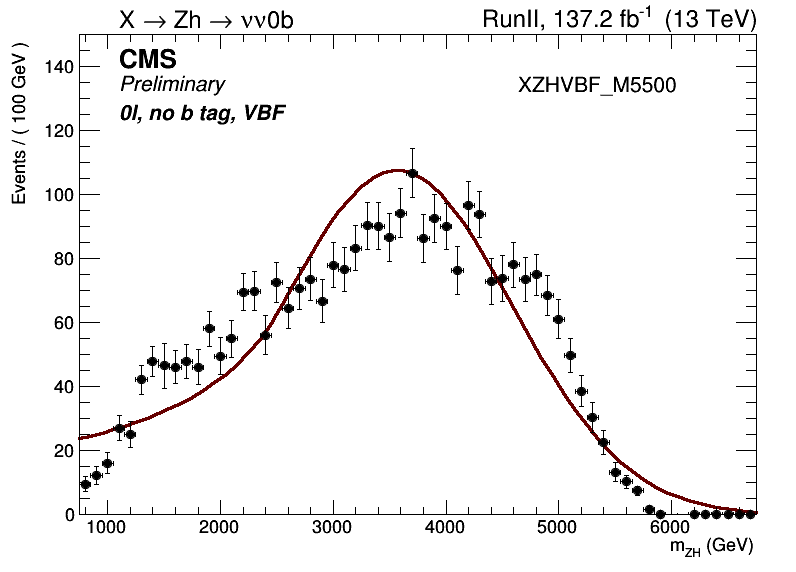 X → Zh → νν0b
RunII, 137.2 fb⁻¹ (13 TeV)
CMS
Preliminary
0l, no b tag, VBF
XZHVBF_M5500
Events / ( 100 GeV )
140
120
100
80
60
40
20
0
1000 2000 3000 4000 5000 6000
m_ZH (GeV)